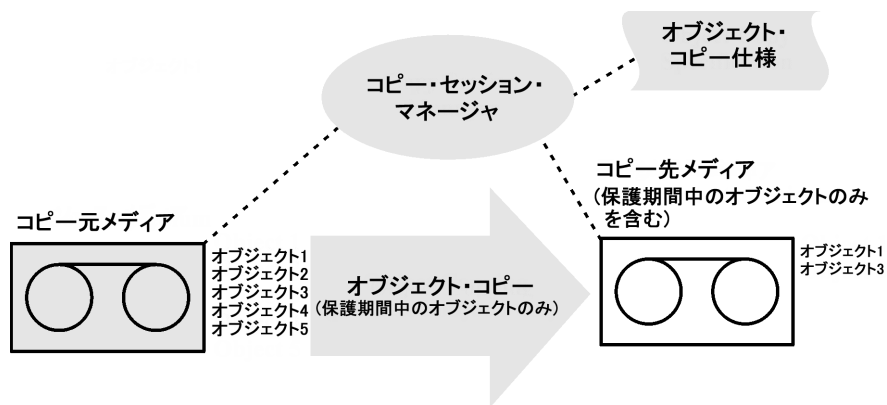 オブジェクト・
コピー仕様
コピー・セッション・
マネージャ
コピー先メディア
(保護期間中のオブジェクトのみ
を含む)
コピー元メディア
オブジェクト1
オブジェクト2
オブジェクト3
オブジェクト4
オブジェクト5
オブジェクト・コピー
(保護期間中のオブジェクトのみ)
オブジェクト1
オブジェクト3